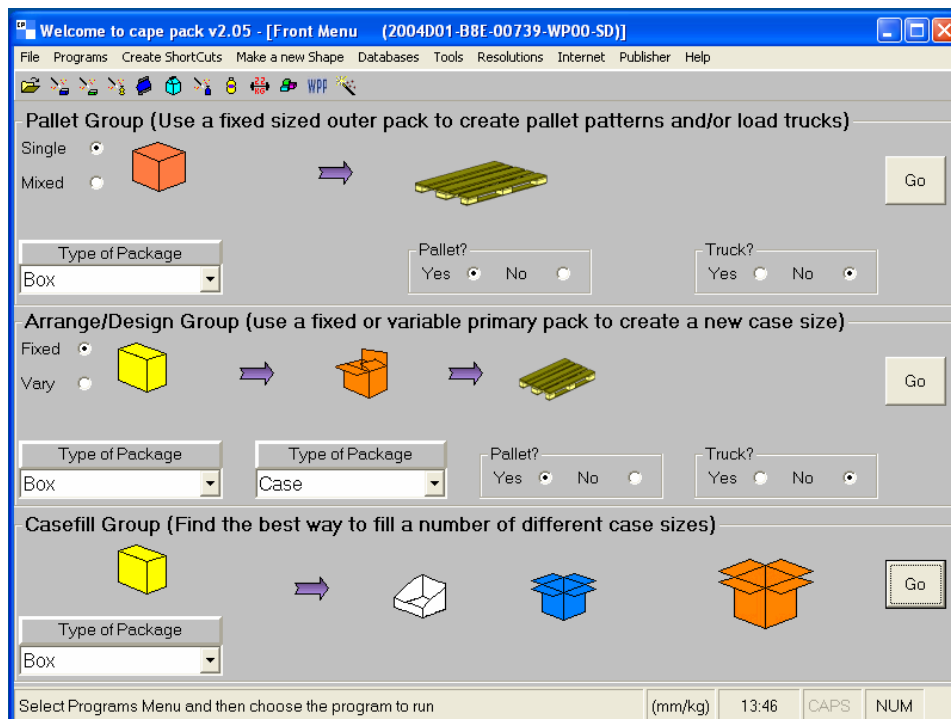 Welcome to cape pack v2.05 - [Front Menu (2004D01-B8E-00739-WP00-SD)]
File Programs Create ShortCuts Make a new Shape Databases Tools Resolutions Internet Publisher Help
WPP
Pallet Group (Use a fixed sized outer pack to create pallet patterns and/or load trucks)
Single
Mixed
Go
Type of Package
Box
Pallet?
Yes No
Truck?
Yes No
Arrange/Design Group (use a fixed or variable primary pack to create a new case size)
Fixed
Vary
Go
Type of Package
Box
Type of Package
Case
Pallet?
Yes No
Truck?
Yes No
Casefill Group (Find the best way to fill a number of different case sizes)
Go
Type of Package
Box
Select Programs Menu and then choose the program to run (mm/kg) 13:46 CAPS NUM